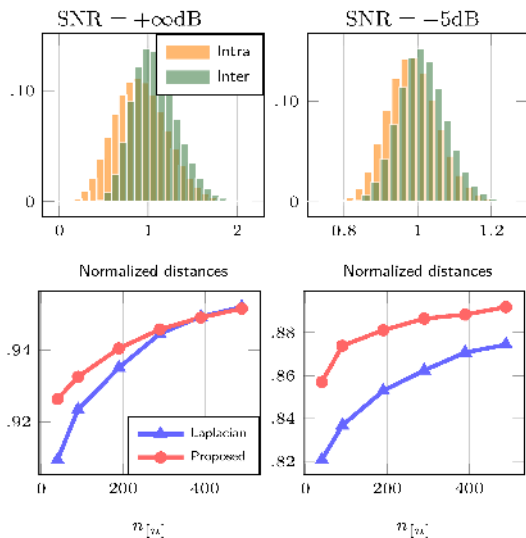 SNR = +∞dB
SNR = −5dB
Intra
Inter
.10
0
0
1
2
.10
0
0.8
1
1.2
Normalized distances
Normalized distances
.94
.92
Laplacian
Proposed
0
200
400
.88
.86
.84
.82
0
200
400
n[u]
n[u]